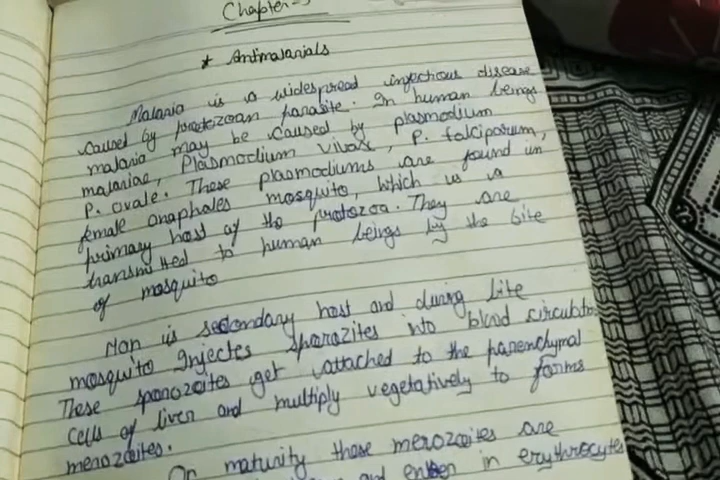 Chapter-
* Antimalarials
Malaria is a widespread infectious disease
caused by protozoan parasite. In human beings
malaria may be caused by plasmodium
malariae, Plasmodium vivax, P. falciparum,
P. ovale. These plasmodiums are found in
female anapheles mosquito, which is a
primary host of the protozoa. They are
transmitted to human beings by the bite
of mosquito
Man is secondary host and during bite
mosquito injectes sporozites into blood circulatio
These sporozoites get attached to the parenchymal
cells of liver and multiply vegetatively to forms
merozoites.
On maturity these merozoites are
and enter in erythrocytes